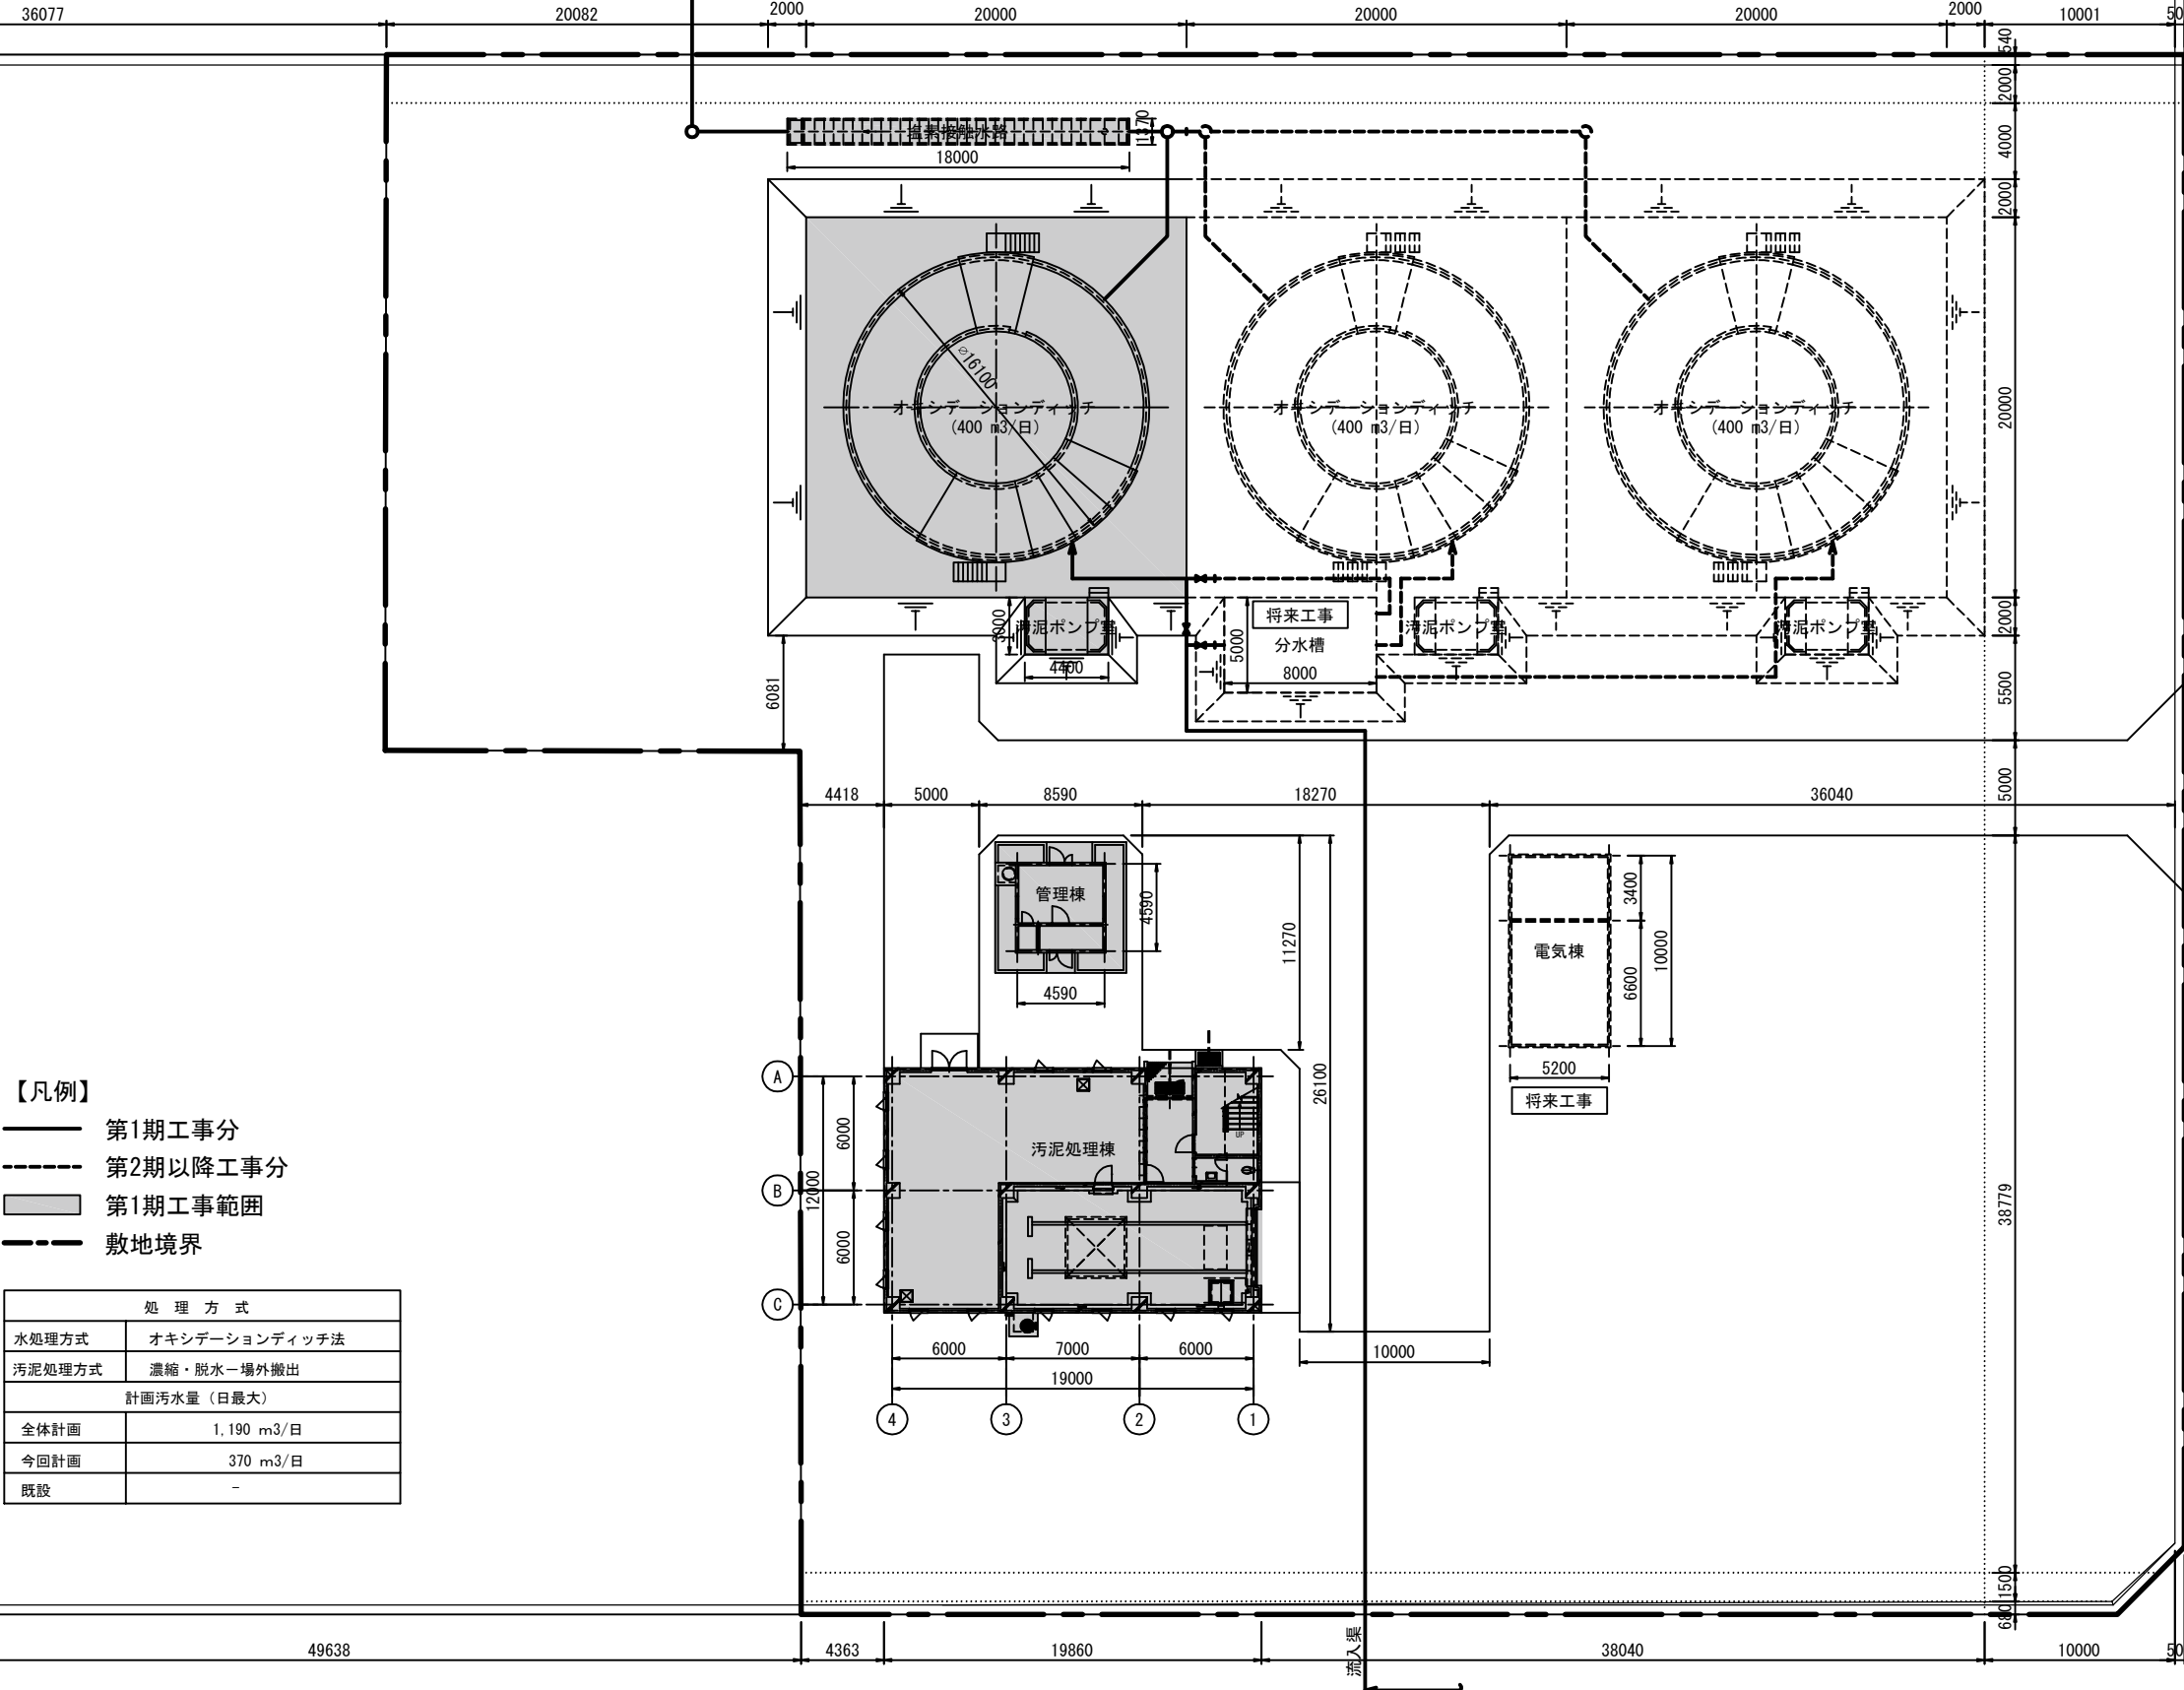 36077 20082 2000 20000 20000 20000 2000 10001 50
540
2000
塩素接触水路
1370
4000
18000
2000
⌀16100
オキシデーションディッチ
(400 m3/日)
オキシデーションディッチ
(400 m3/日)
オキシデーションディッチ
(400 m3/日)
20000
3000
汚泥ポンプ室
4400
将来工事
分水槽
5000
8000
汚泥ポンプ室
汚泥ポンプ室
2000
6081
5500
4418 5000 8590 18270 36040
5000
管理棟
4590
4590
11270
26100
3400
電気棟
6600
10000
5200
将来工事
【凡例】
第1期工事分
第2期以降工事分
第1期工事範囲
敷地境界
A
B
C
6000
12000
6000
汚泥処理棟
UP
38779
6000 7000 6000
19000
10000
4 3 2 1
処 理 方 式
水処理方式 オキシデーションディッチ法
汚泥処理方式 濃縮・脱水ー場外搬出
計画汚水量（日最大）
全体計画 1,190 m3/日
今回計画 370 m3/日
既設 -
1500
680
流入渠
49638 4363 19860 38040 10000 50